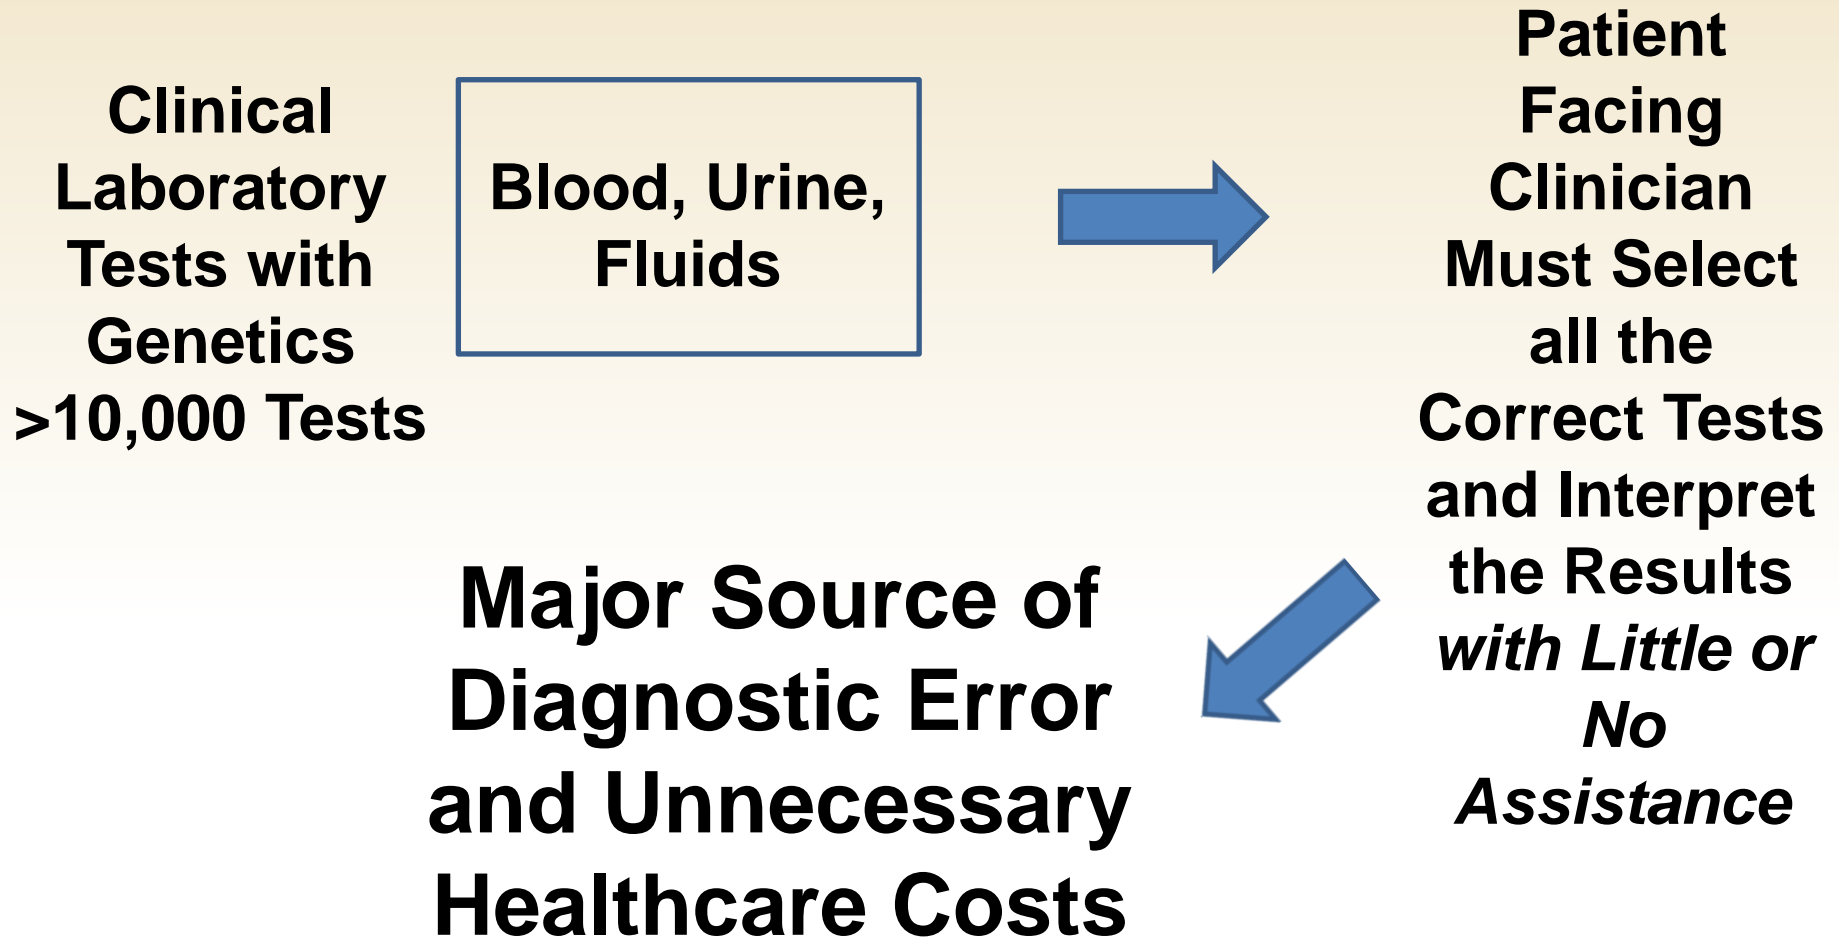 Clinical
Laboratory
Tests with
Genetics
>10,000 Tests
Blood, Urine,
Fluids
Patient
Facing
Clinician
Must Select
all the
Correct Tests
and Interpret
the Results
with Little or
No
Assistance
Major Source of
Diagnostic Error
and Unnecessary
Healthcare Costs